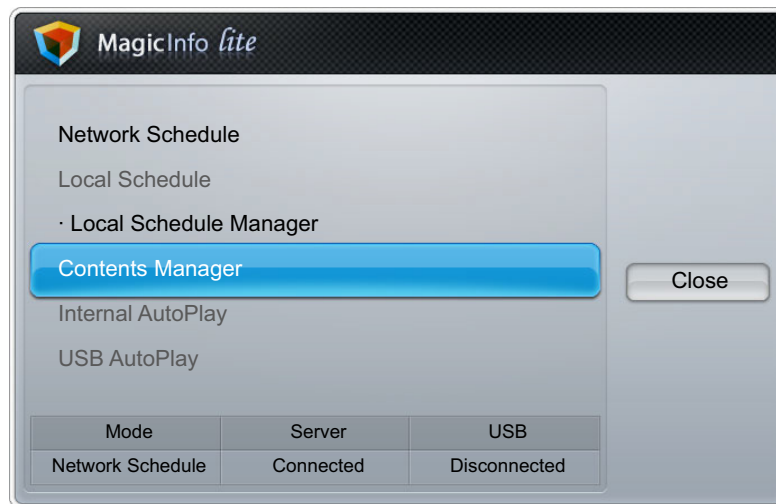 MagicInfo lite
Network Schedule
Local Schedule
· Local Schedule Manager
Contents Manager
Close
Internal AutoPlay
USB AutoPlay
Mode Server USB
Network Schedule Connected Disconnected